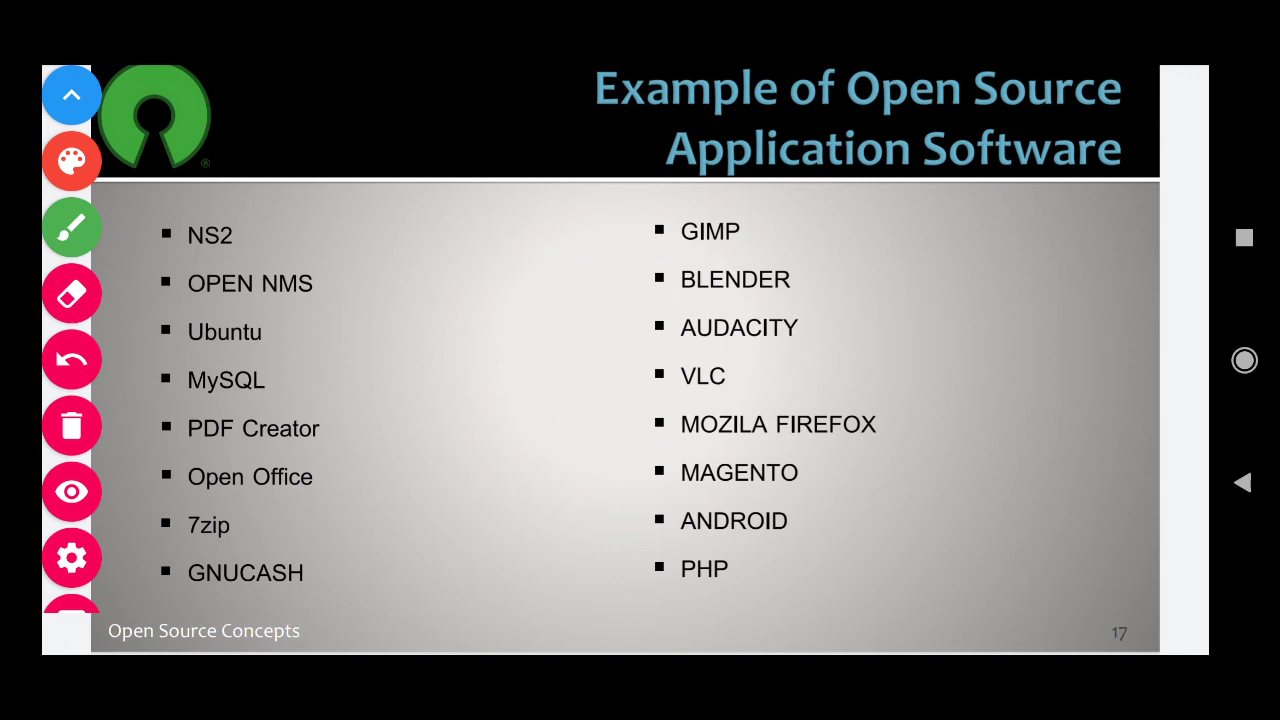 Example of Open Source
Application Software
NS2
OPEN NMS
Ubuntu
MySQL
PDF Creator
Open Office
7zip
GNUCASH
GIMP
BLENDER
AUDACITY
VLC
MOZILA FIREFOX
MAGENTO
ANDROID
PHP
Open Source Concepts
17